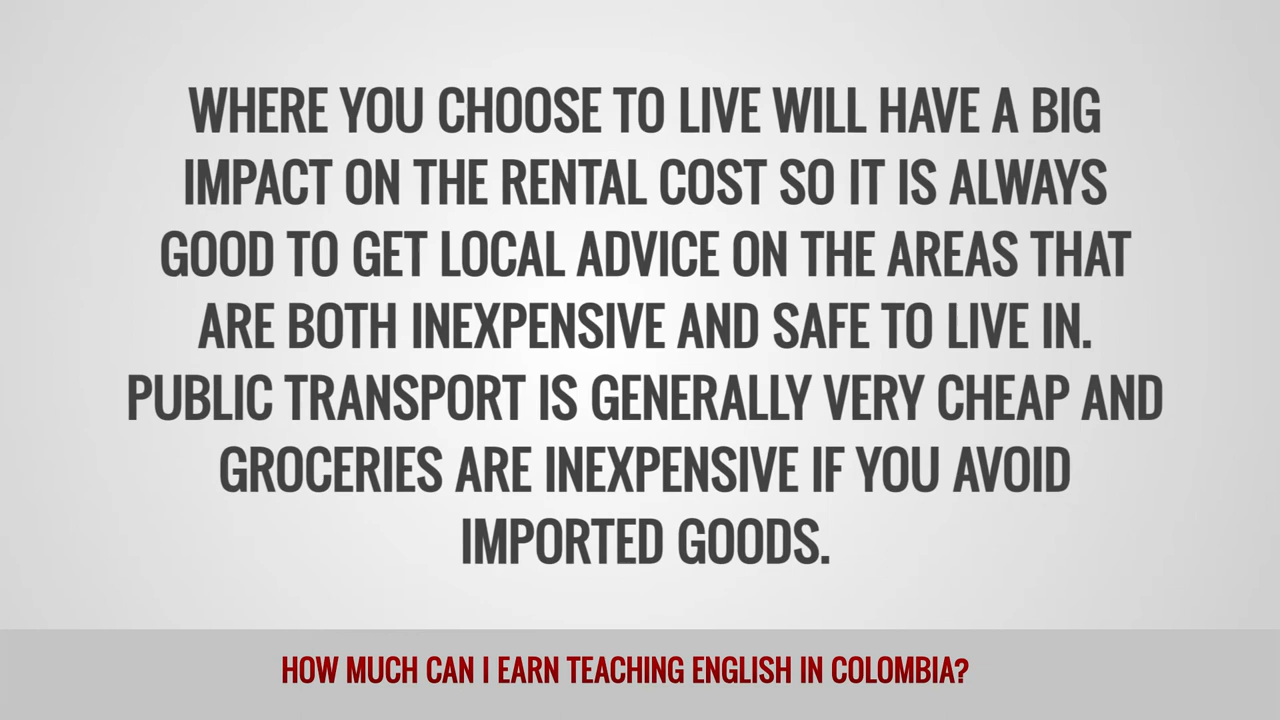 WHERE YOU CHOOSE TO LIVE WILL HAVE A BIG
IMPACT ON THE RENTAL COST SO IT IS ALWAYS
GOOD TO GET LOCAL ADVICE ON THE AREAS THAT
ARE BOTH INEXPENSIVE AND SAFE TO LIVE IN.
PUBLIC TRANSPORT IS GENERALLY VERY CHEAP AND
GROCERIES ARE INEXPENSIVE IF YOU AVOID
IMPORTED GOODS.
HOW MUCH CAN I EARN TEACHING ENGLISH IN COLOMBIA?